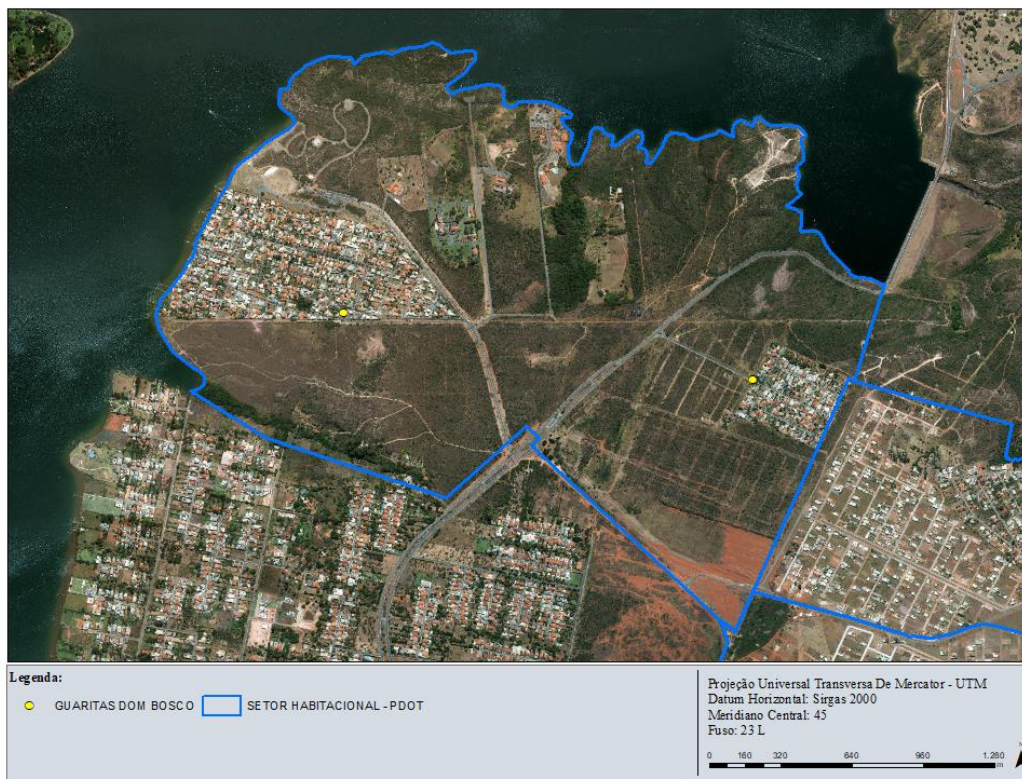 Legenda:
GUARITAS DOM BOSCO
SETOR HABITACIONAL - PDOT
Projeção Universal Transversa De Mercator - UTM
Datum Horizontal: Sirgas 2000
Meridiano Central: 45
Fuso: 23 L
0 160 320 640 960 1.280
m
N